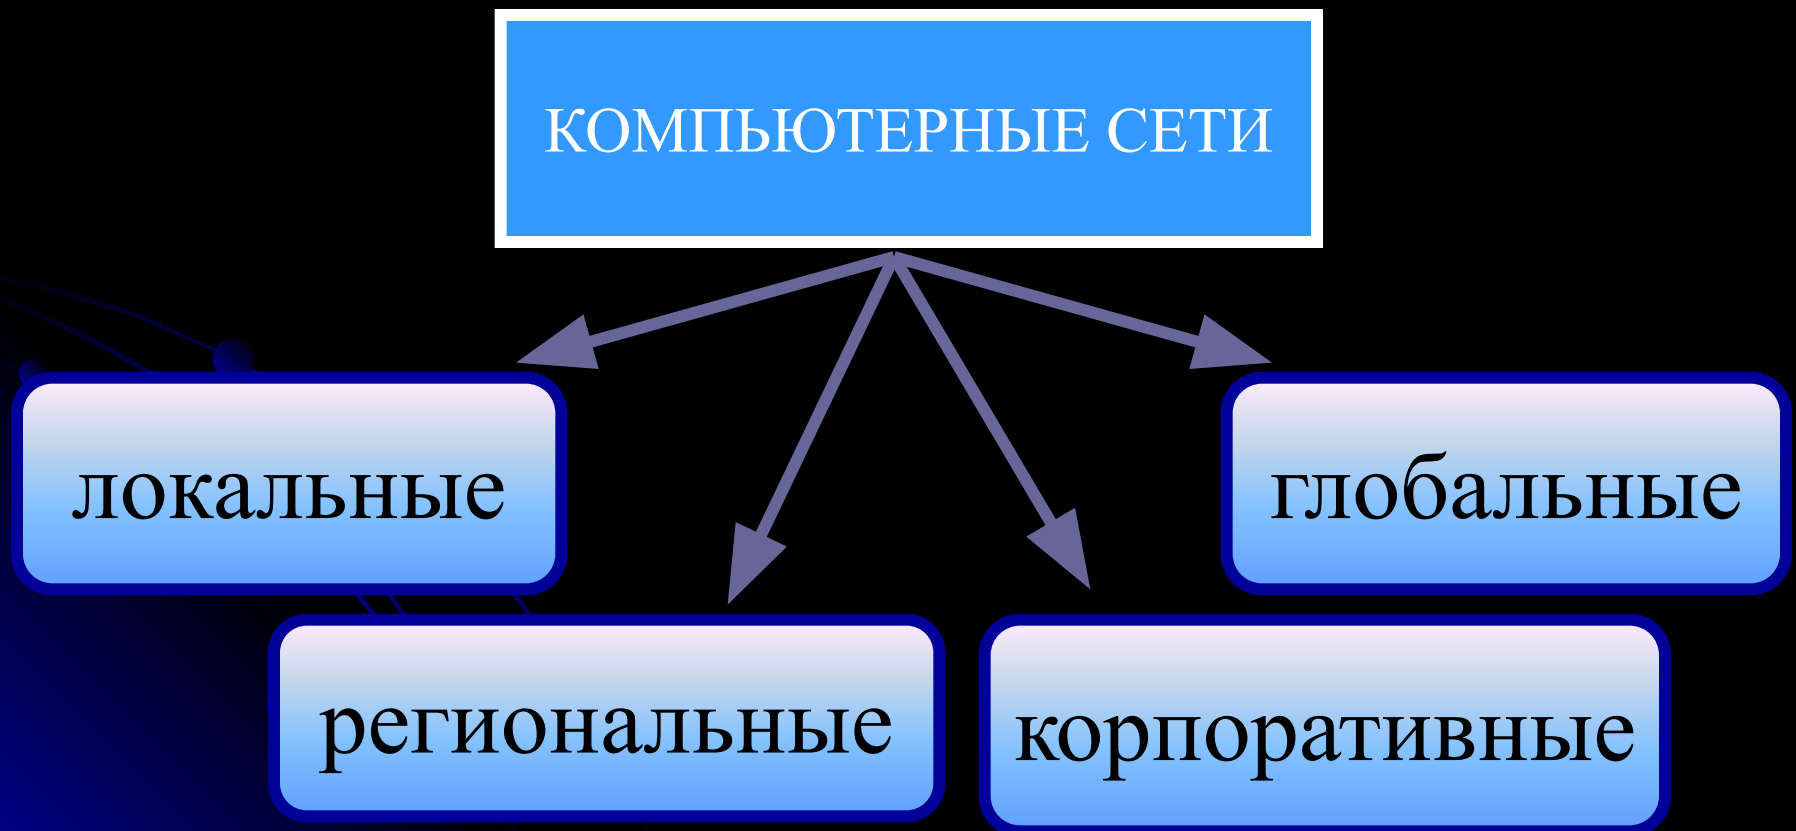 КОМПЬЮТЕРНЫЕ СЕТИ
локальные
глобальные
региональные
корпоративные